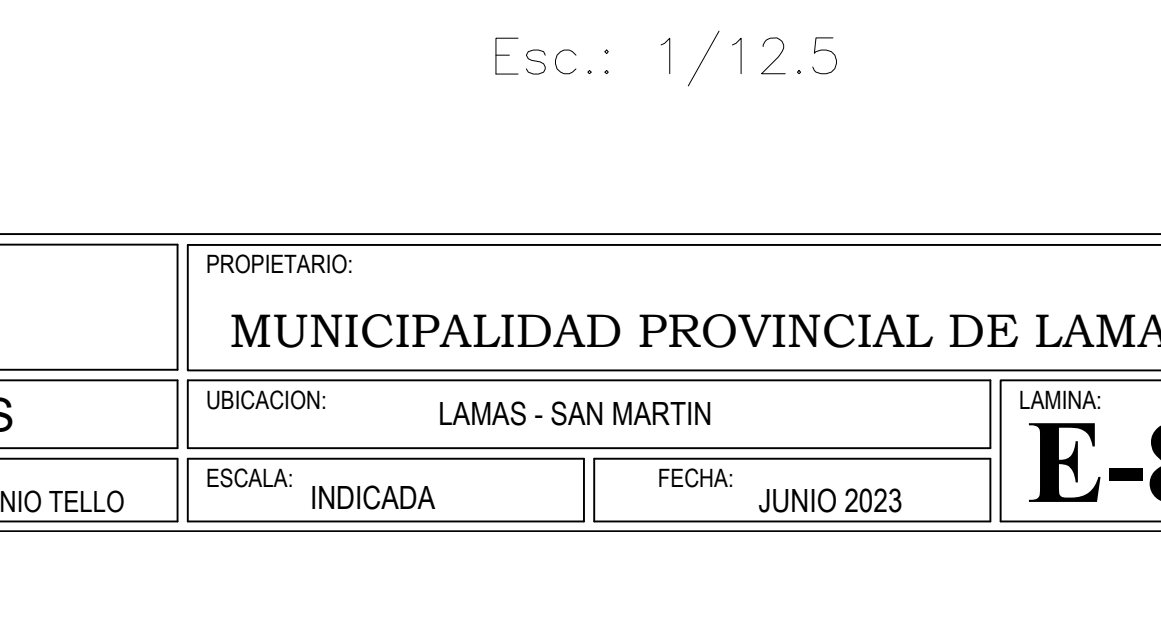 Esc.: 1/12.5
PROPIETARIO:
MUNICIPALIDAD PROVINCIAL DE LAMA
S
UBICACION:
LAMAS - SAN MARTIN
LAMINA:
E-8
NIO TELLO
ESCALA:
INDICADA
FECHA:
JUNIO 2023